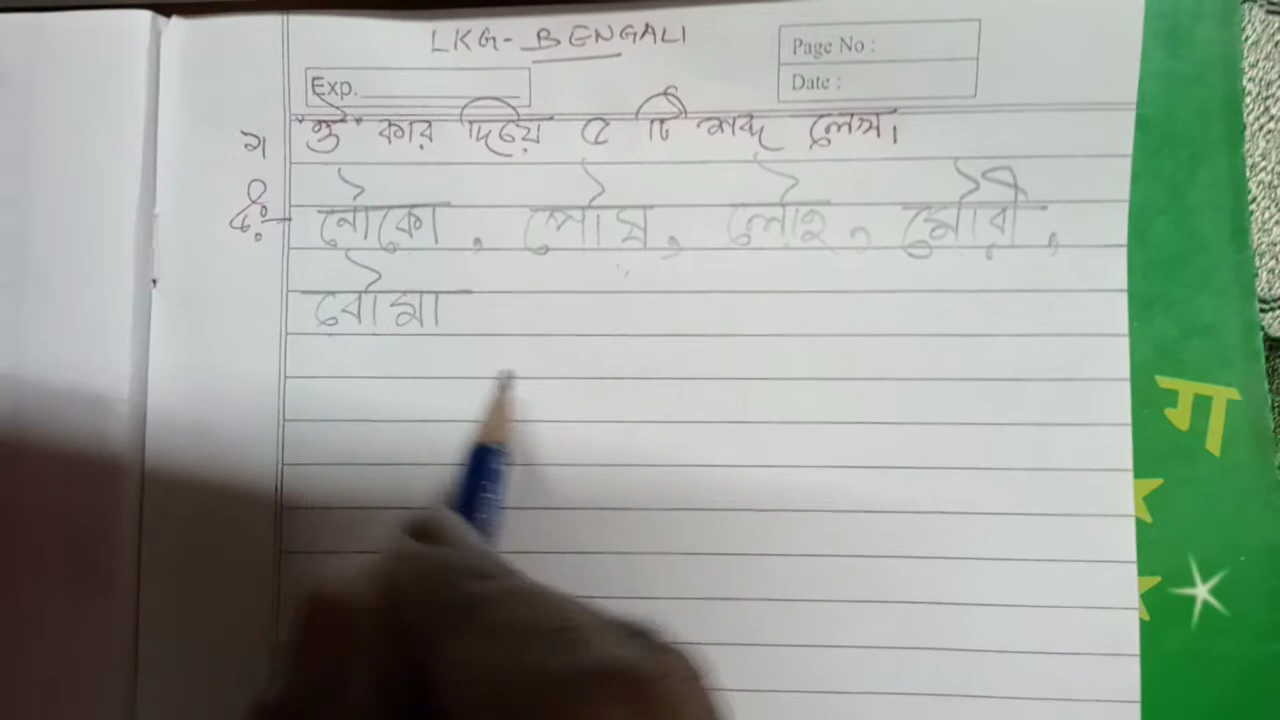 LKG- BENGALI
Page No :
Date :
Exp.
গ "ঔ" কার দিয়ে ৫ টি শব্দ লেখ।
উঃ- নৌকো, পৌষ, লৌহ, মৌরী,
বৌমা
গ